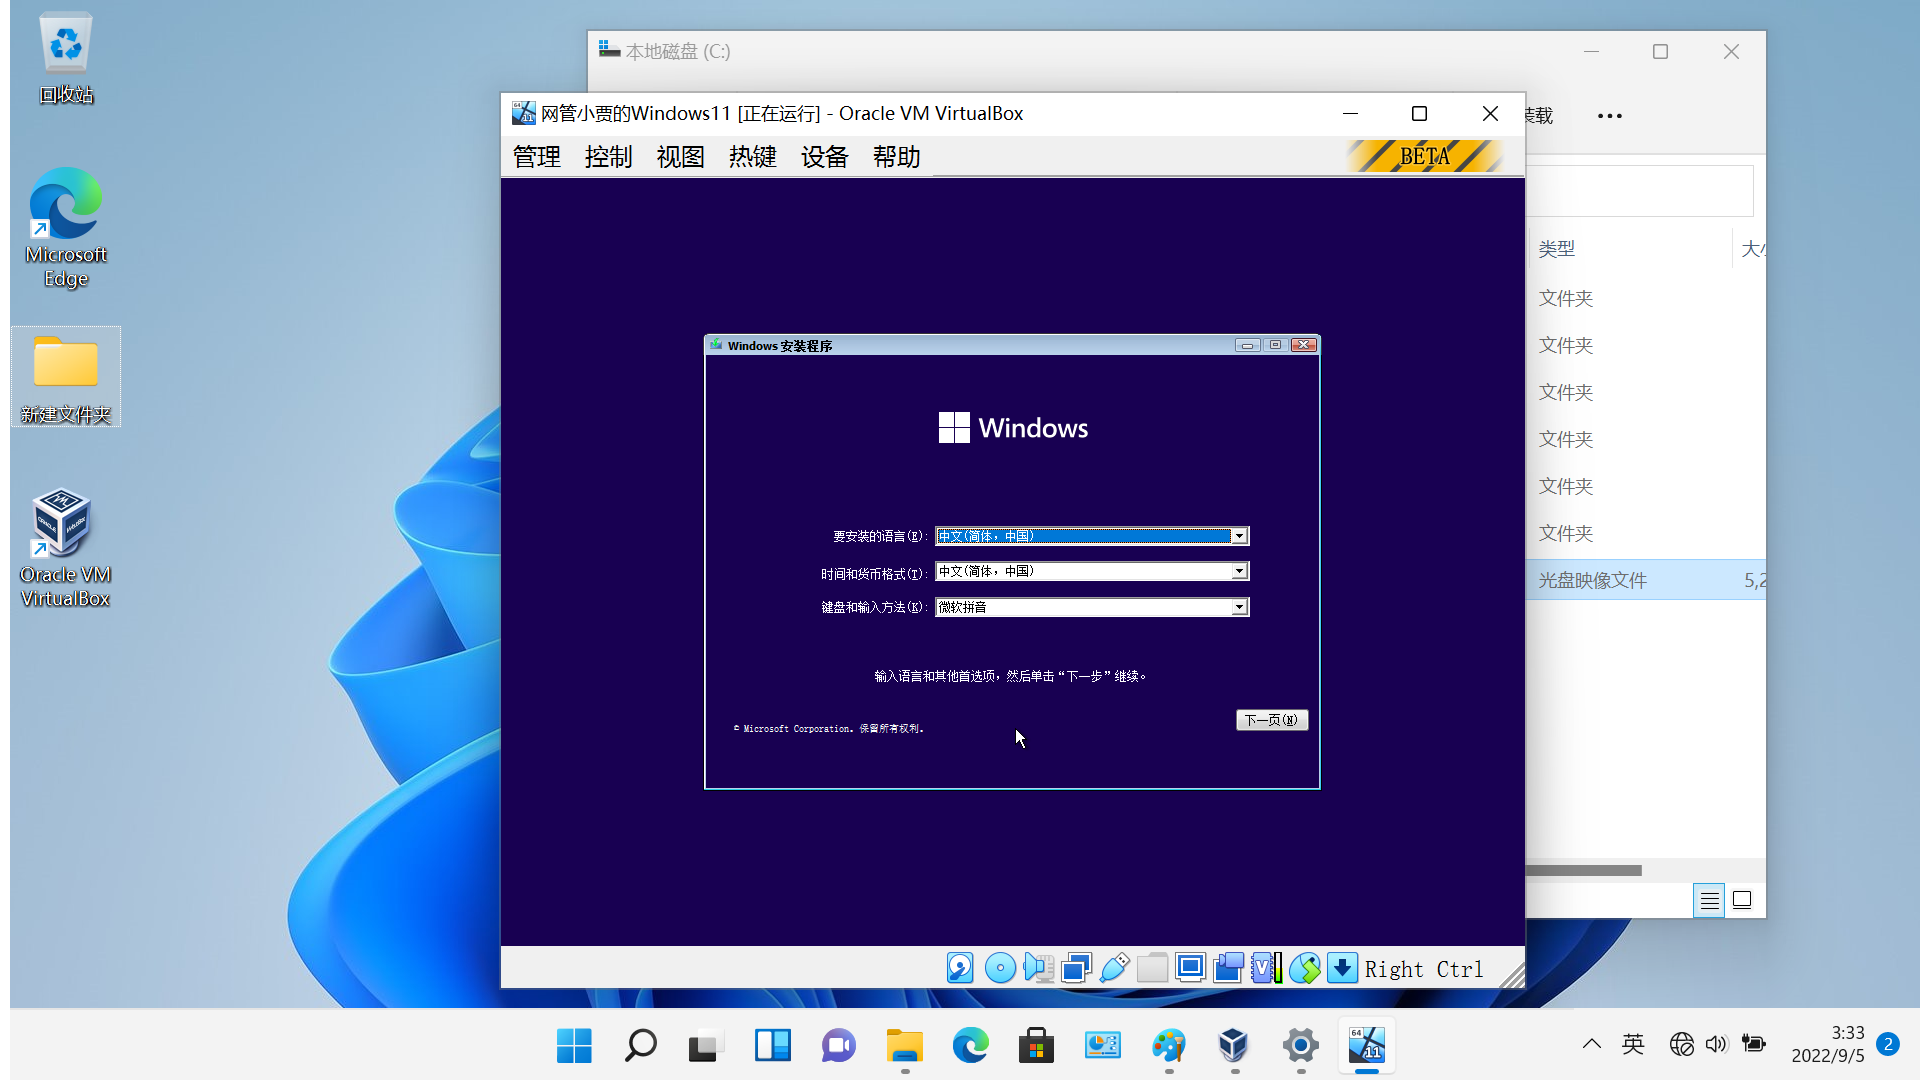 回收站
Microsoft
Edge
新建文件夹
Oracle VM
VirtualBox
本地磁盘 (C:)
装载
类型
大小
文件夹
文件夹
文件夹
文件夹
文件夹
文件夹
光盘映像文件
5,2
网管小贾的Windows11 [正在运行] - Oracle VM VirtualBox
管理 控制 视图 热键 设备 帮助
BETA
Windows 安装程序
Windows
要安装的语言(E): 中文(简体，中国)
时间和货币格式(T): 中文(简体，中国)
键盘和输入方法(K): 微软拼音
输入语言和其他首选项，然后单击“下一步”继续。
© Microsoft Corporation。保留所有权利。
下一页(N)
Right Ctrl
英
3:33
2022/9/5
2